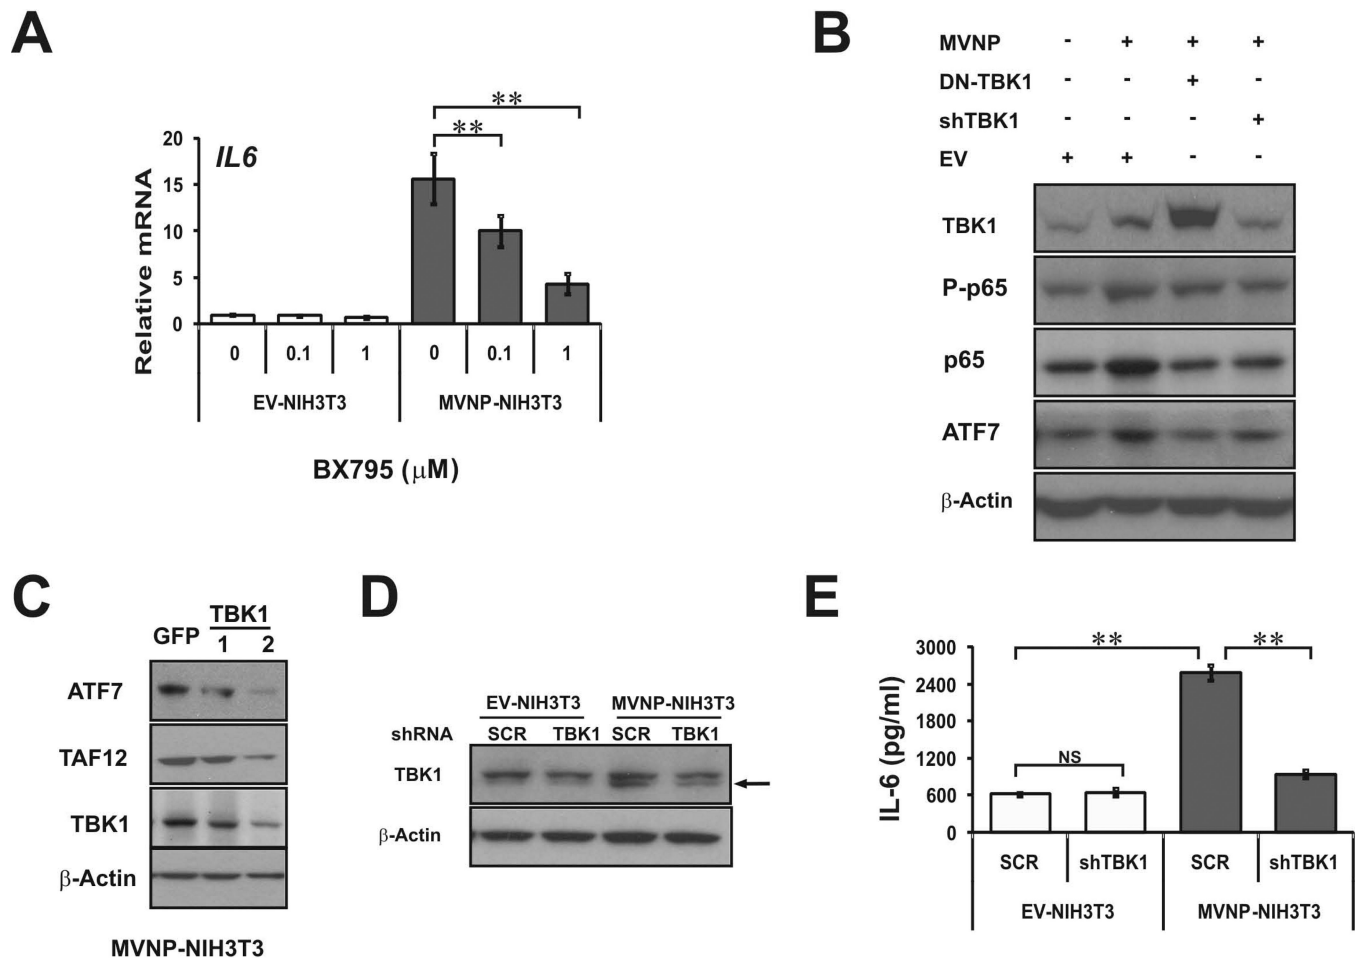 A
IL6
Relative mRNA
20
15
10
5
0
**
**
0 0.1 1 0 0.1 1
EV-NIH3T3 MVNP-NIH3T3
BX795 (μM)
B
MVNP - + + +
DN-TBK1 - - + -
shTBK1 - - - +
EV + + - -
TBK1
P-p65
p65
ATF7
β-Actin
C
TBK1
GFP 1 2
ATF7
TAF12
TBK1
β-Actin
MVNP-NIH3T3
D
EV-NIH3T3 MVNP-NIH3T3
shRNA SCR TBK1 SCR TBK1
TBK1
β-Actin
E
IL-6 (pg/ml)
3000
2400
1800
1200
600
0
** **
NS
SCR shTBK1 SCR shTBK1
EV-NIH3T3 MVNP-NIH3T3